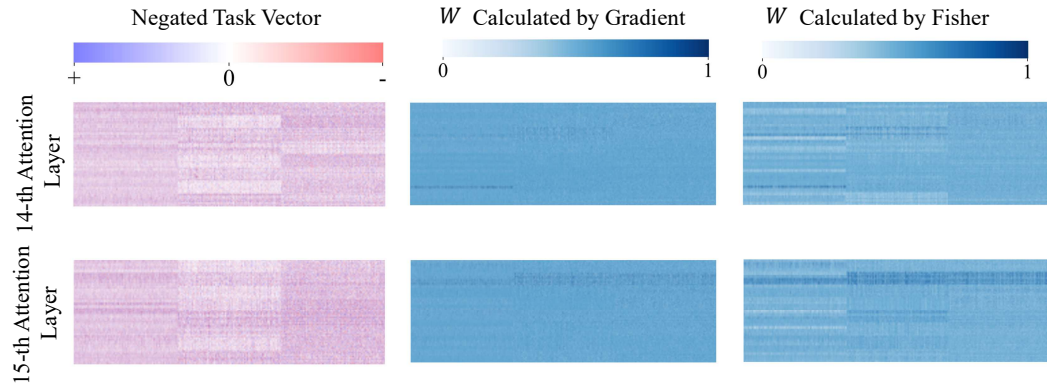 Negated Task Vector
W Calculated by Gradient
W Calculated by Fisher
+ 0 -
0 1
0 1
14-th Attention
Layer
15-th Attention
Layer